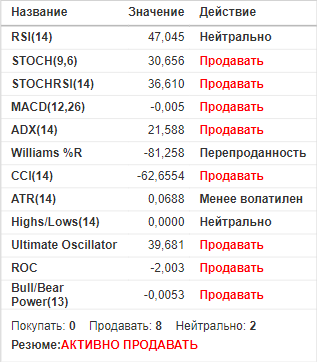 Название Значение Действие
RSI(14) 47,045 Нейтрально
STOCH(9,6) 30,656 Продавать
STOCHRSI(14) 36,610 Продавать
MACD(12,26) -0,005 Продавать
ADX(14) 21,588 Продавать
Williams %R -81,258 Перепроданность
CCI(14) -62,6554 Продавать
ATR(14) 0,0688 Менее волатилен
Highs/Lows(14) 0,0000 Нейтрально
Ultimate Oscillator 39,681 Продавать
ROC -2,003 Продавать
Bull/Bear
Power(13) -0,0053 Продавать
Покупать: 0 Продавать: 8 Нейтрально: 2
Резюме:АКТИВНО ПРОДАВАТЬ